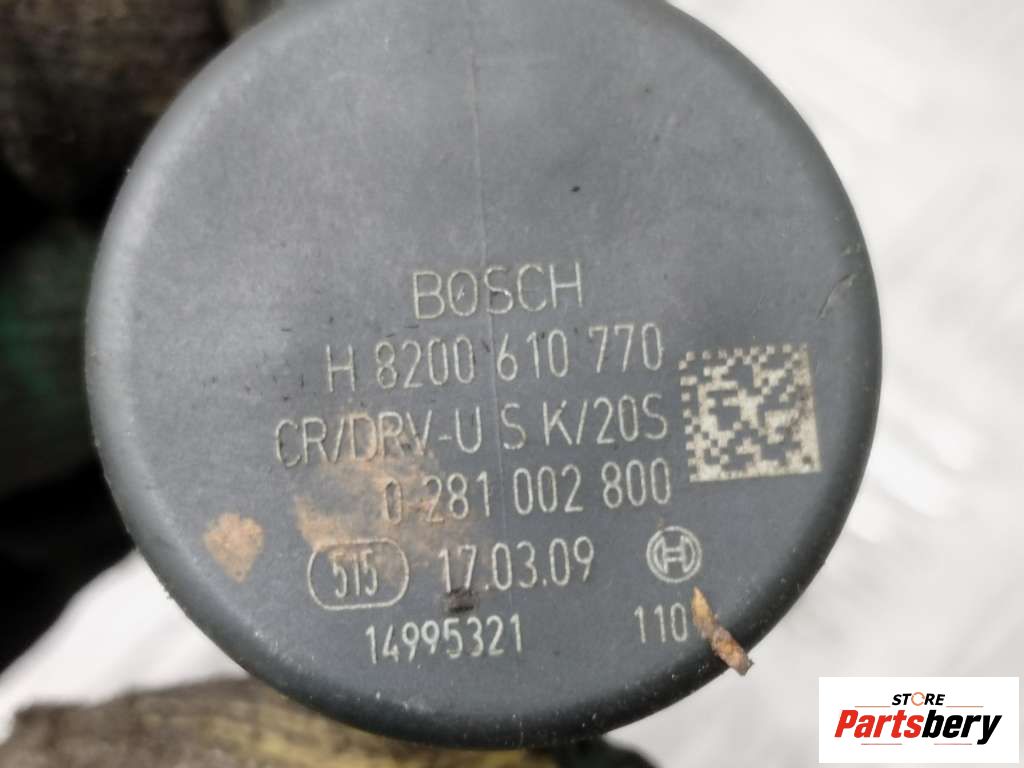 BOSCH
H 8200 610 770
CR/DRV-U S K/20S
0 281 002 800
515 17.03.09
14995321 110
STORE
Partsbery